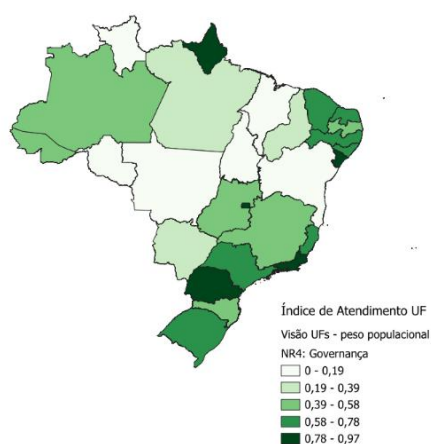 Índice de Atendimento UF
Visão UFs - peso populacional
NR4: Governança
0 - 0,19
0,19 - 0,39
0,39 - 0,58
0,58 - 0,78
0,78 - 0,97